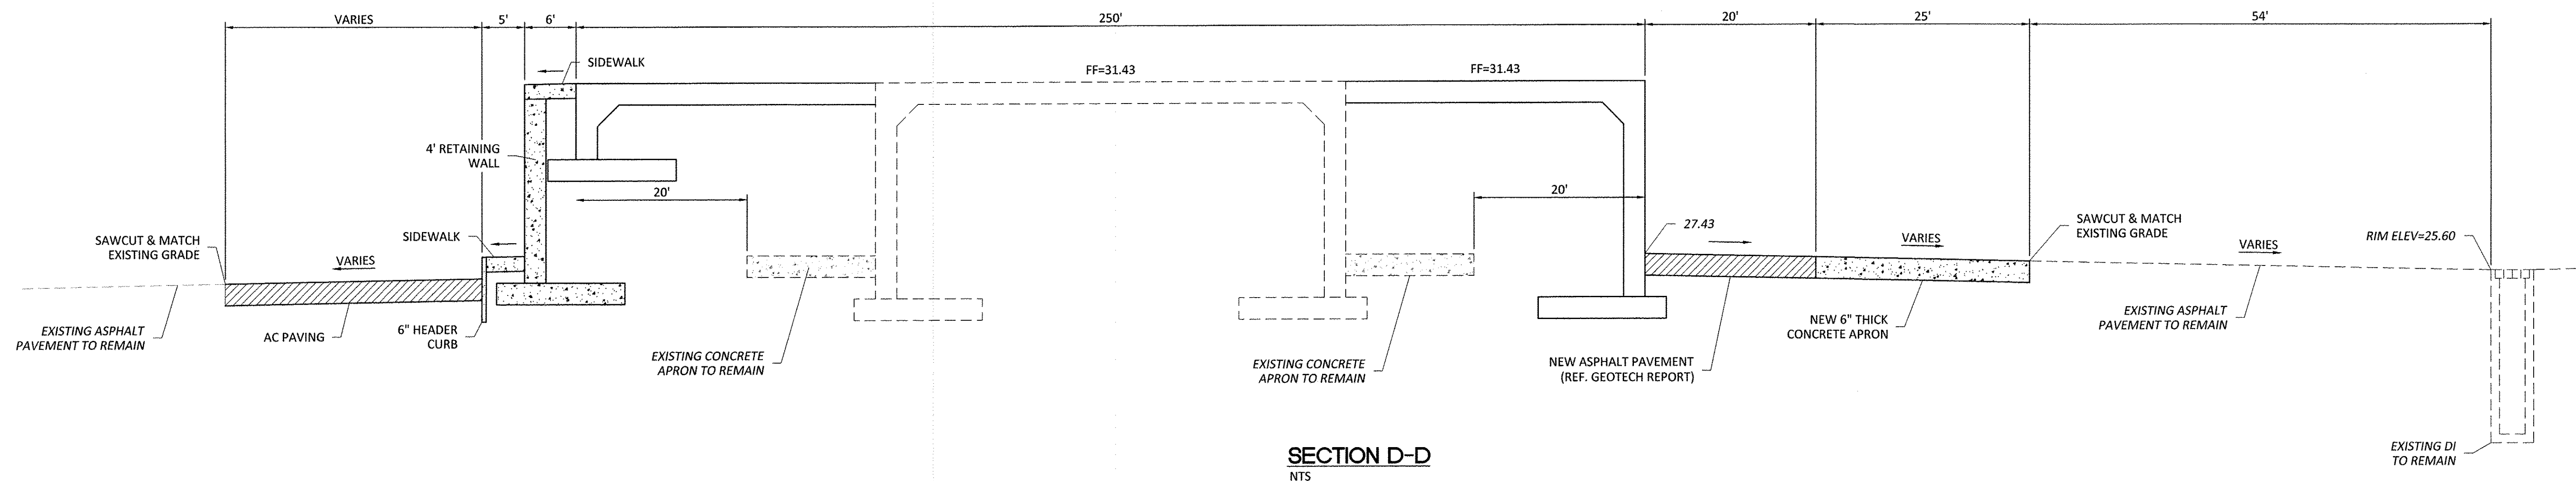 VARIES
5'
6'
250'
20'
25'
54'
SIDEWALK
FF=31.43
FF=31.43
4' RETAINING
WALL
20'
20'
SAWCUT & MATCH
EXISTING GRADE
VARIES
SIDEWALK
27.43
VARIES
SAWCUT & MATCH
EXISTING GRADE
VARIES
RIM ELEV=25.60
EXISTING ASPHALT
PAVEMENT TO REMAIN
AC PAVING
6" HEADER
CURB
EXISTING CONCRETE
APRON TO REMAIN
EXISTING CONCRETE
APRON TO REMAIN
NEW ASPHALT PAVEMENT
(REF. GEOTECH REPORT)
NEW 6" THICK
CONCRETE APRON
EXISTING ASPHALT
PAVEMENT TO REMAIN
EXISTING DI
TO REMAIN
SECTION D-D
NTS